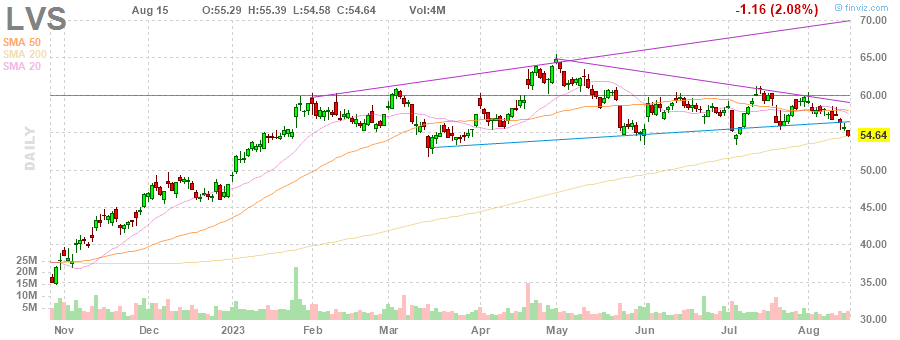 LVS
Aug 15 O:55.29 H:55.39 L:54.58 C:54.64 Vol:4M -1.16 (2.08%) © finviz.com
SMA 50
SMA 200
SMA 20
DAILY
70.00
65.00
60.00
54.64
50.00
45.00
40.00
35.00
30.00
25M
20M
15M
10M
5M
Nov Dec 2023 Feb Mar Apr May Jun Jul Aug